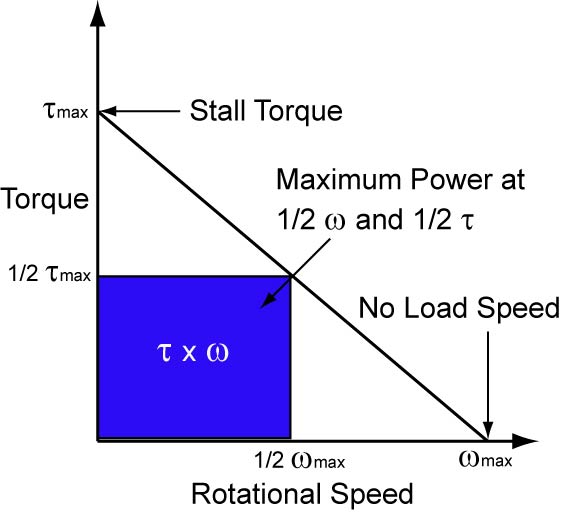 τmax
Stall Torque
Maximum Power at
1/2 ω and 1/2 τ
Torque
1/2 τmax
No Load Speed
τ x ω
1/2 ωmax
ωmax
Rotational Speed